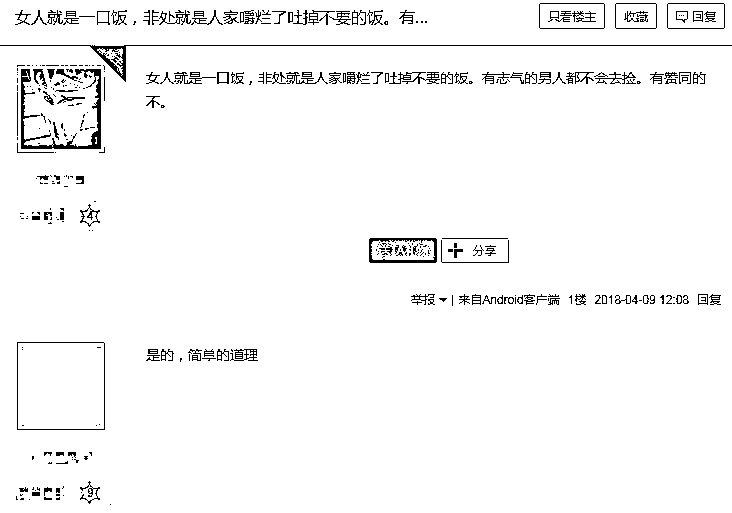 女人就是一口饭，非处就是人家嚼烂了吐掉不要的饭。有...
只看楼主
收藏
回复
女人就是一口饭，非处就是人家嚼烂了吐掉不要的饭。有志气的男人都不会去捡。有赞同的
不。
4
分享
举报 | 来自Android客户端 1楼 2018-04-09 12:08 回复
是的，简单的道理
9